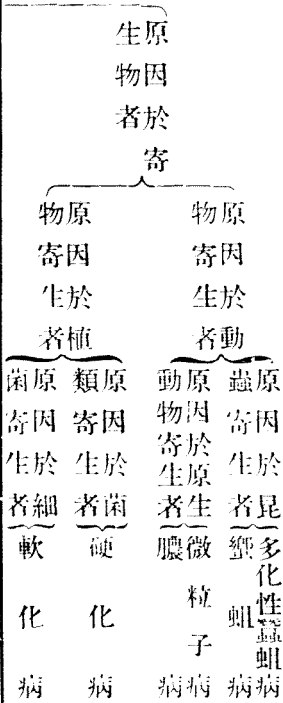 原因於寄
生物者
原因於動
物寄生者
原因於昆
蟲寄生者
多化性蠶蛆病
蠁蛆病
原因於原生
動物寄生者
微粒子病
膿病
原因於植
物寄生者
原因於菌
類寄生者
硬化病
原因於細
菌寄生者
軟化病